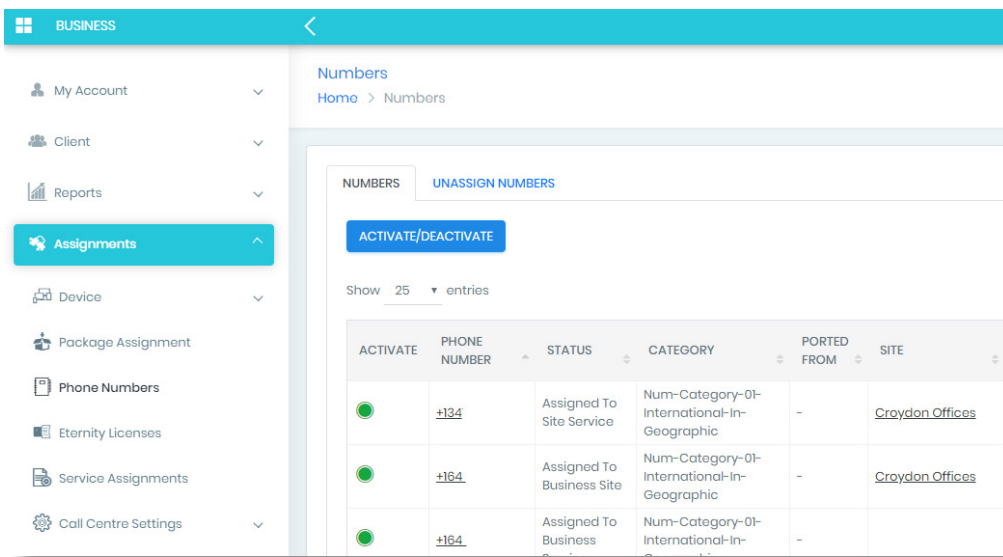 BUSINESS
My Account
Client
Reports
Assignments
Device
Package Assignment
Phone Numbers
Eternity Licenses
Service Assignments
Call Centre Settings
Numbers
Home > Numbers
NUMBERS UNASSIGN NUMBERS
ACTIVATE/DEACTIVATE
Show 25 entries
ACTIVATE PHONE NUMBER STATUS CATEGORY PORTED FROM SITE
+134 Assigned To Site Service Num-Category-01-International-In-Geographic - Croydon Offices
+164 Assigned To Business Site Num-Category-01-International-In-Geographic - Croydon Offices
+164 Assigned To Business Num-Category-01-International-In- -